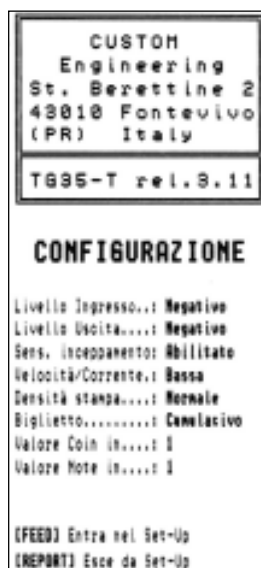 CUSTOM
Engineering
St. Berettine 2
43010 Fontevivo
(PR) Italy
TG35-T rel.3.11
CONFIGURAZIONE
Livello Ingresso..: Negativo
Livello Uscita....: Negativo
Sens. inceppamento: Abilitato
Velocità/Corrente.: Bassa
Densità stampa....: Normale
Biglietto.........: Cumulativo
Valore Coin in....: 1
Valore Note in....: 1
[FEED] Entra nel Set-Up
[REPORT] Esce da Set-Up